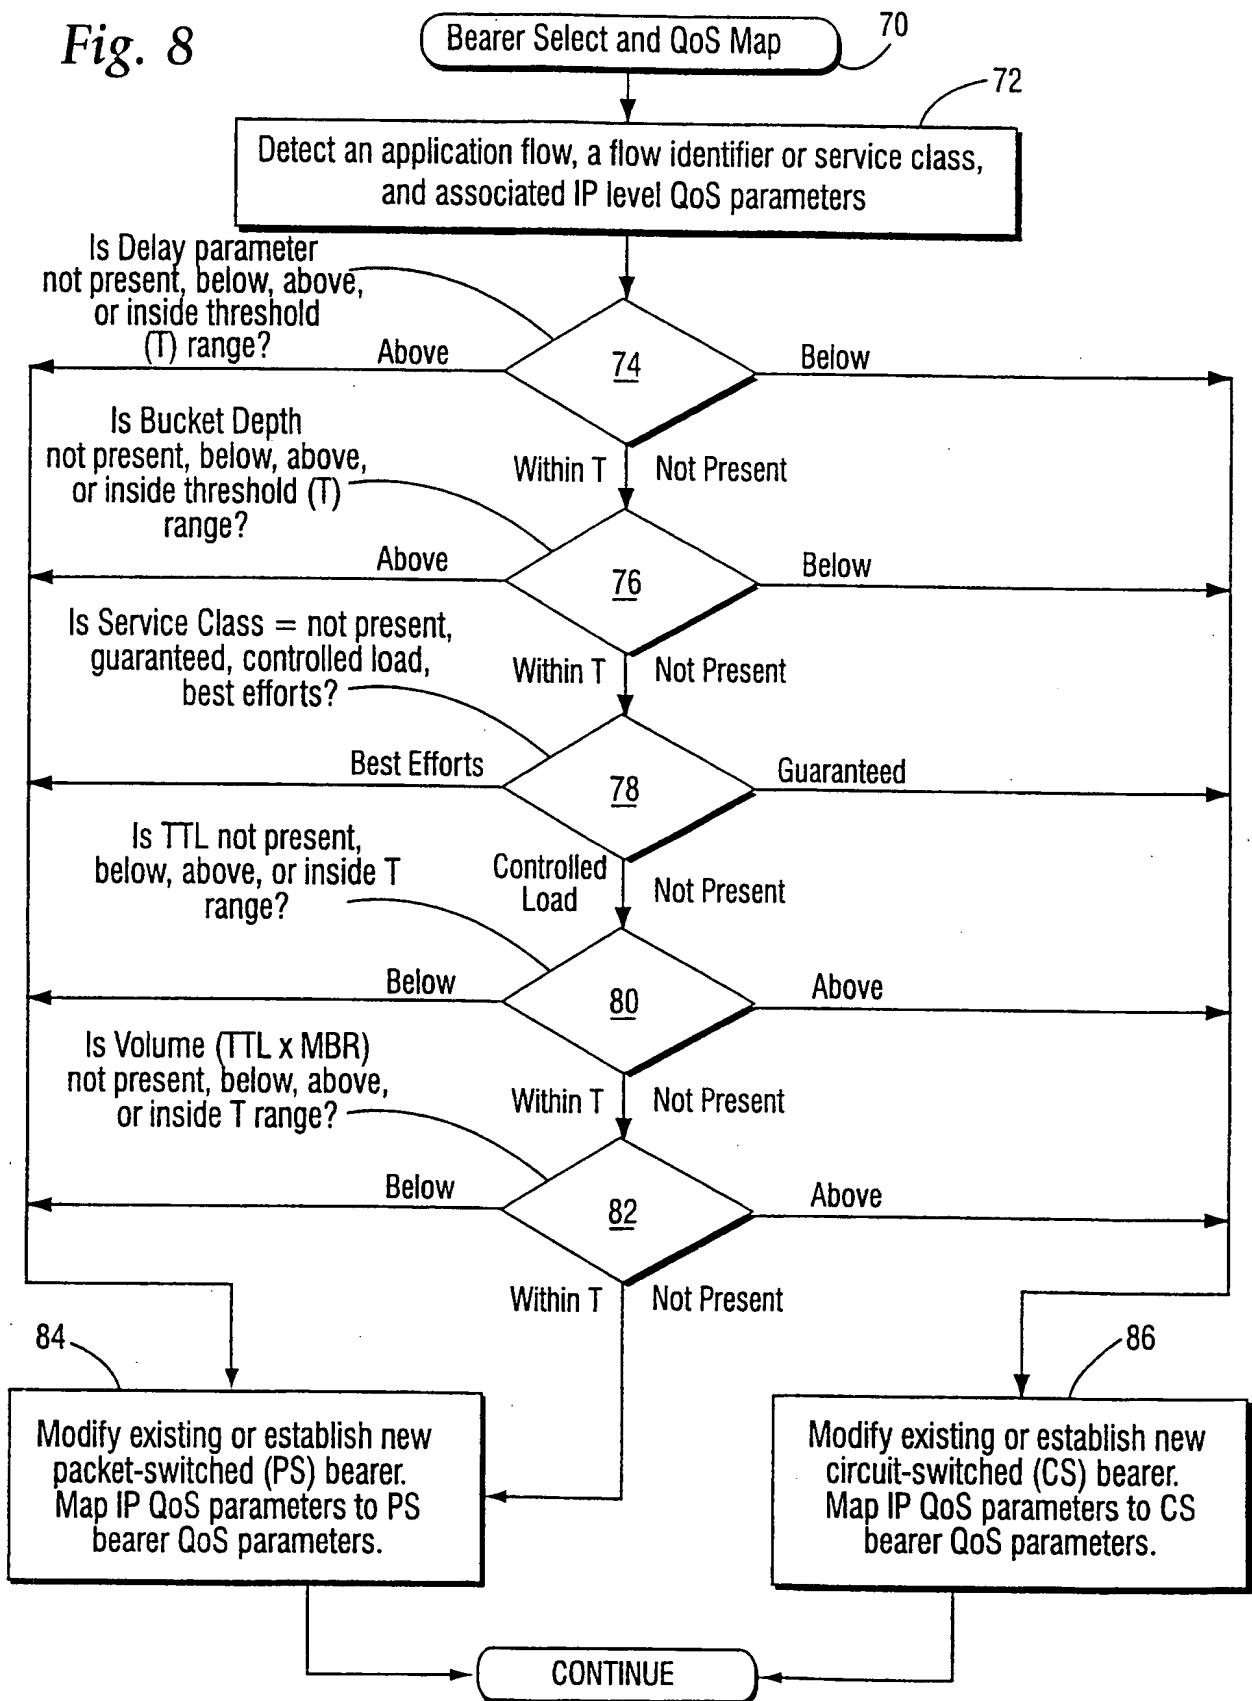 Fig. 8
Bearer Select and QoS Map
70
72
Detect an application flow, a flow identifier or service class,
and associated IP level QoS parameters
Is Delay parameter
not present, below, above,
or inside threshold
(T) range?
Above
74
Below
Within T
Not Present
Is Bucket Depth
not present, below, above,
or inside threshold (T)
range?
Above
76
Below
Within T
Not Present
Is Service Class = not present,
guaranteed, controlled load,
best efforts?
Best Efforts
78
Guaranteed
Controlled
Load
Not Present
Is TTL not present,
below, above, or inside T
range?
Below
80
Above
Within T
Not Present
Is Volume (TTL x MBR)
not present, below, above,
or inside T range?
Below
82
Above
Within T
Not Present
84
Modify existing or establish new
packet-switched (PS) bearer.
Map IP QoS parameters to PS
bearer QoS parameters.
86
Modify existing or establish new
circuit-switched (CS) bearer.
Map IP QoS parameters to CS
bearer QoS parameters.
CONTINUE